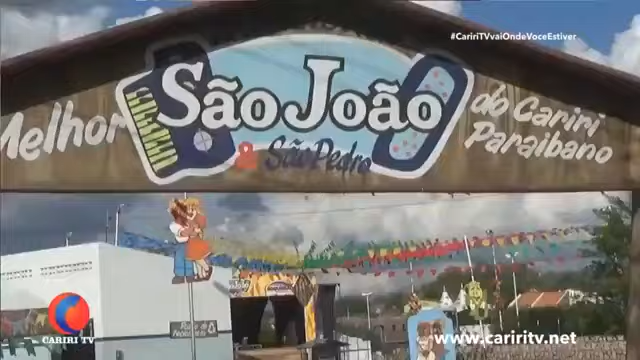 #CaririTVvaiOndeVoceEstiver
Melhor São João do Cariri
& São Pedro Paraibano
CARIRI TV
www.cariritv.net